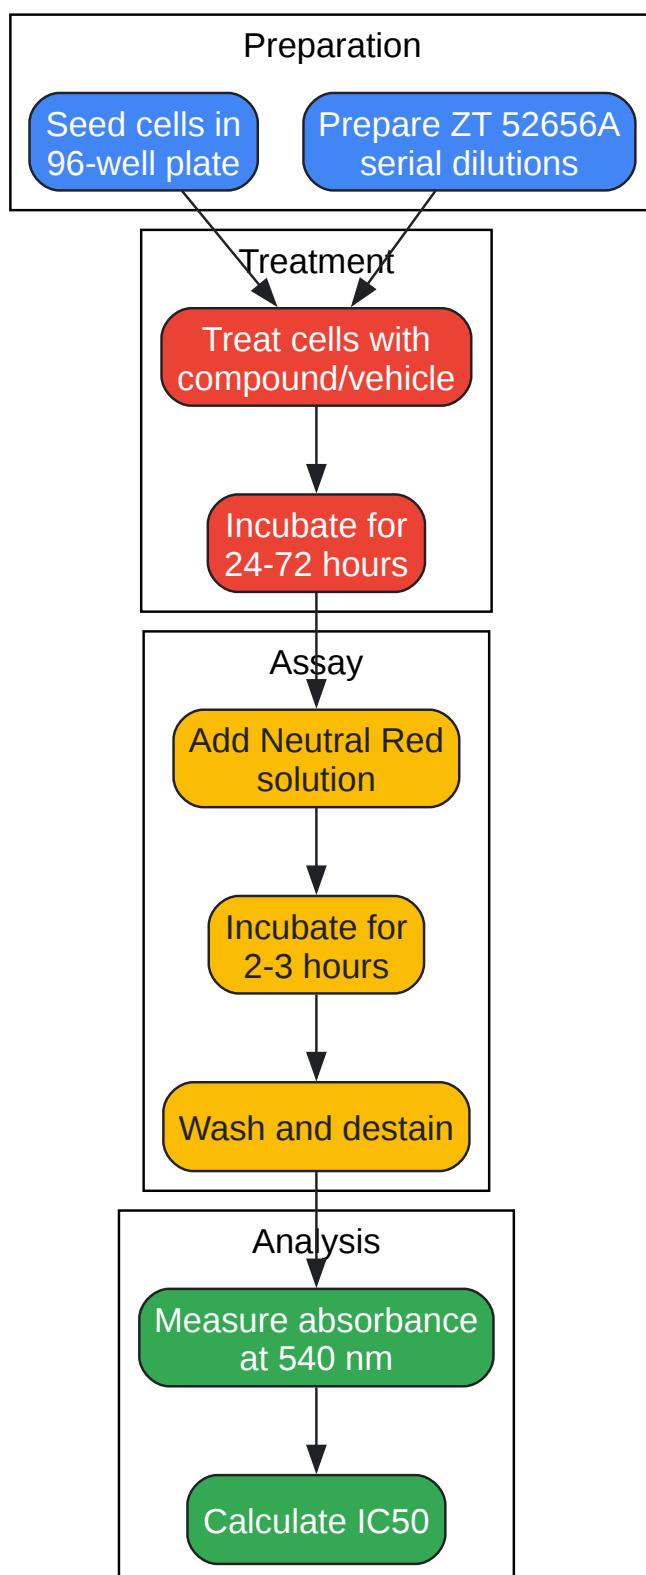 Preparation
Seed cells in
96-well plate
Prepare ZT 52656A
serial dilutions
Treatment
Treat cells with
compound/vehicle
Incubate for
24-72 hours
Assay
Add Neutral Red
solution
Incubate for
2-3 hours
Wash and destain
Analysis
Measure absorbance
at 540 nm
Calculate IC50